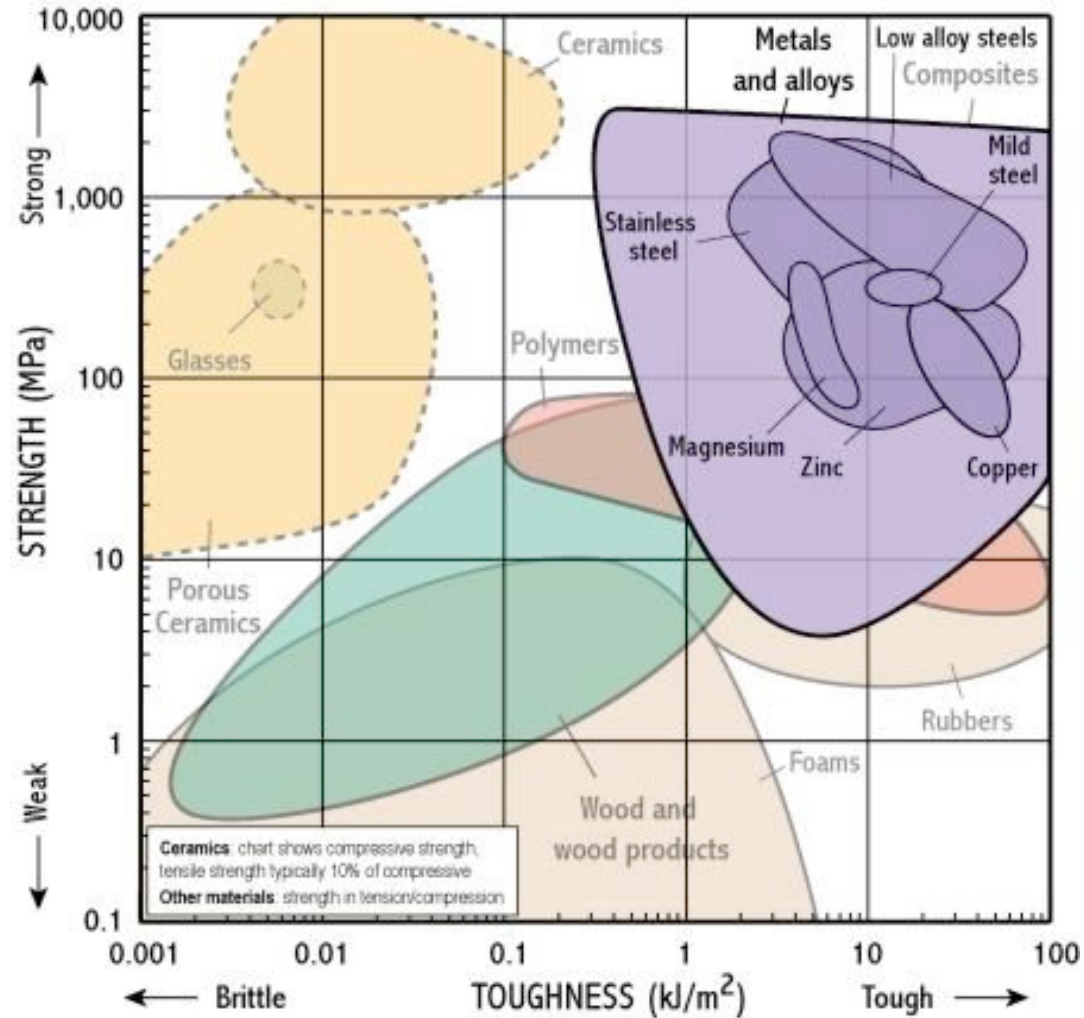 10,000
Ceramics
Metals
and alloys
Low alloy steels
Composites
Mild
steel
Strong
1,000
Stainless
steel
Glasses
Polymers
100
STRENGTH (MPa)
Magnesium
Zinc
Copper
10
Porous
Ceramics
Rubbers
1
Foams
Weak
Wood and
wood products
Ceramics: chart shows compressive strength,
tensile strength typically 10% of compressive
Other materials: strength in tension/compression
0.1
0.001 0.01 0.1 1 10 100
Brittle TOUGHNESS (kJ/m²) Tough